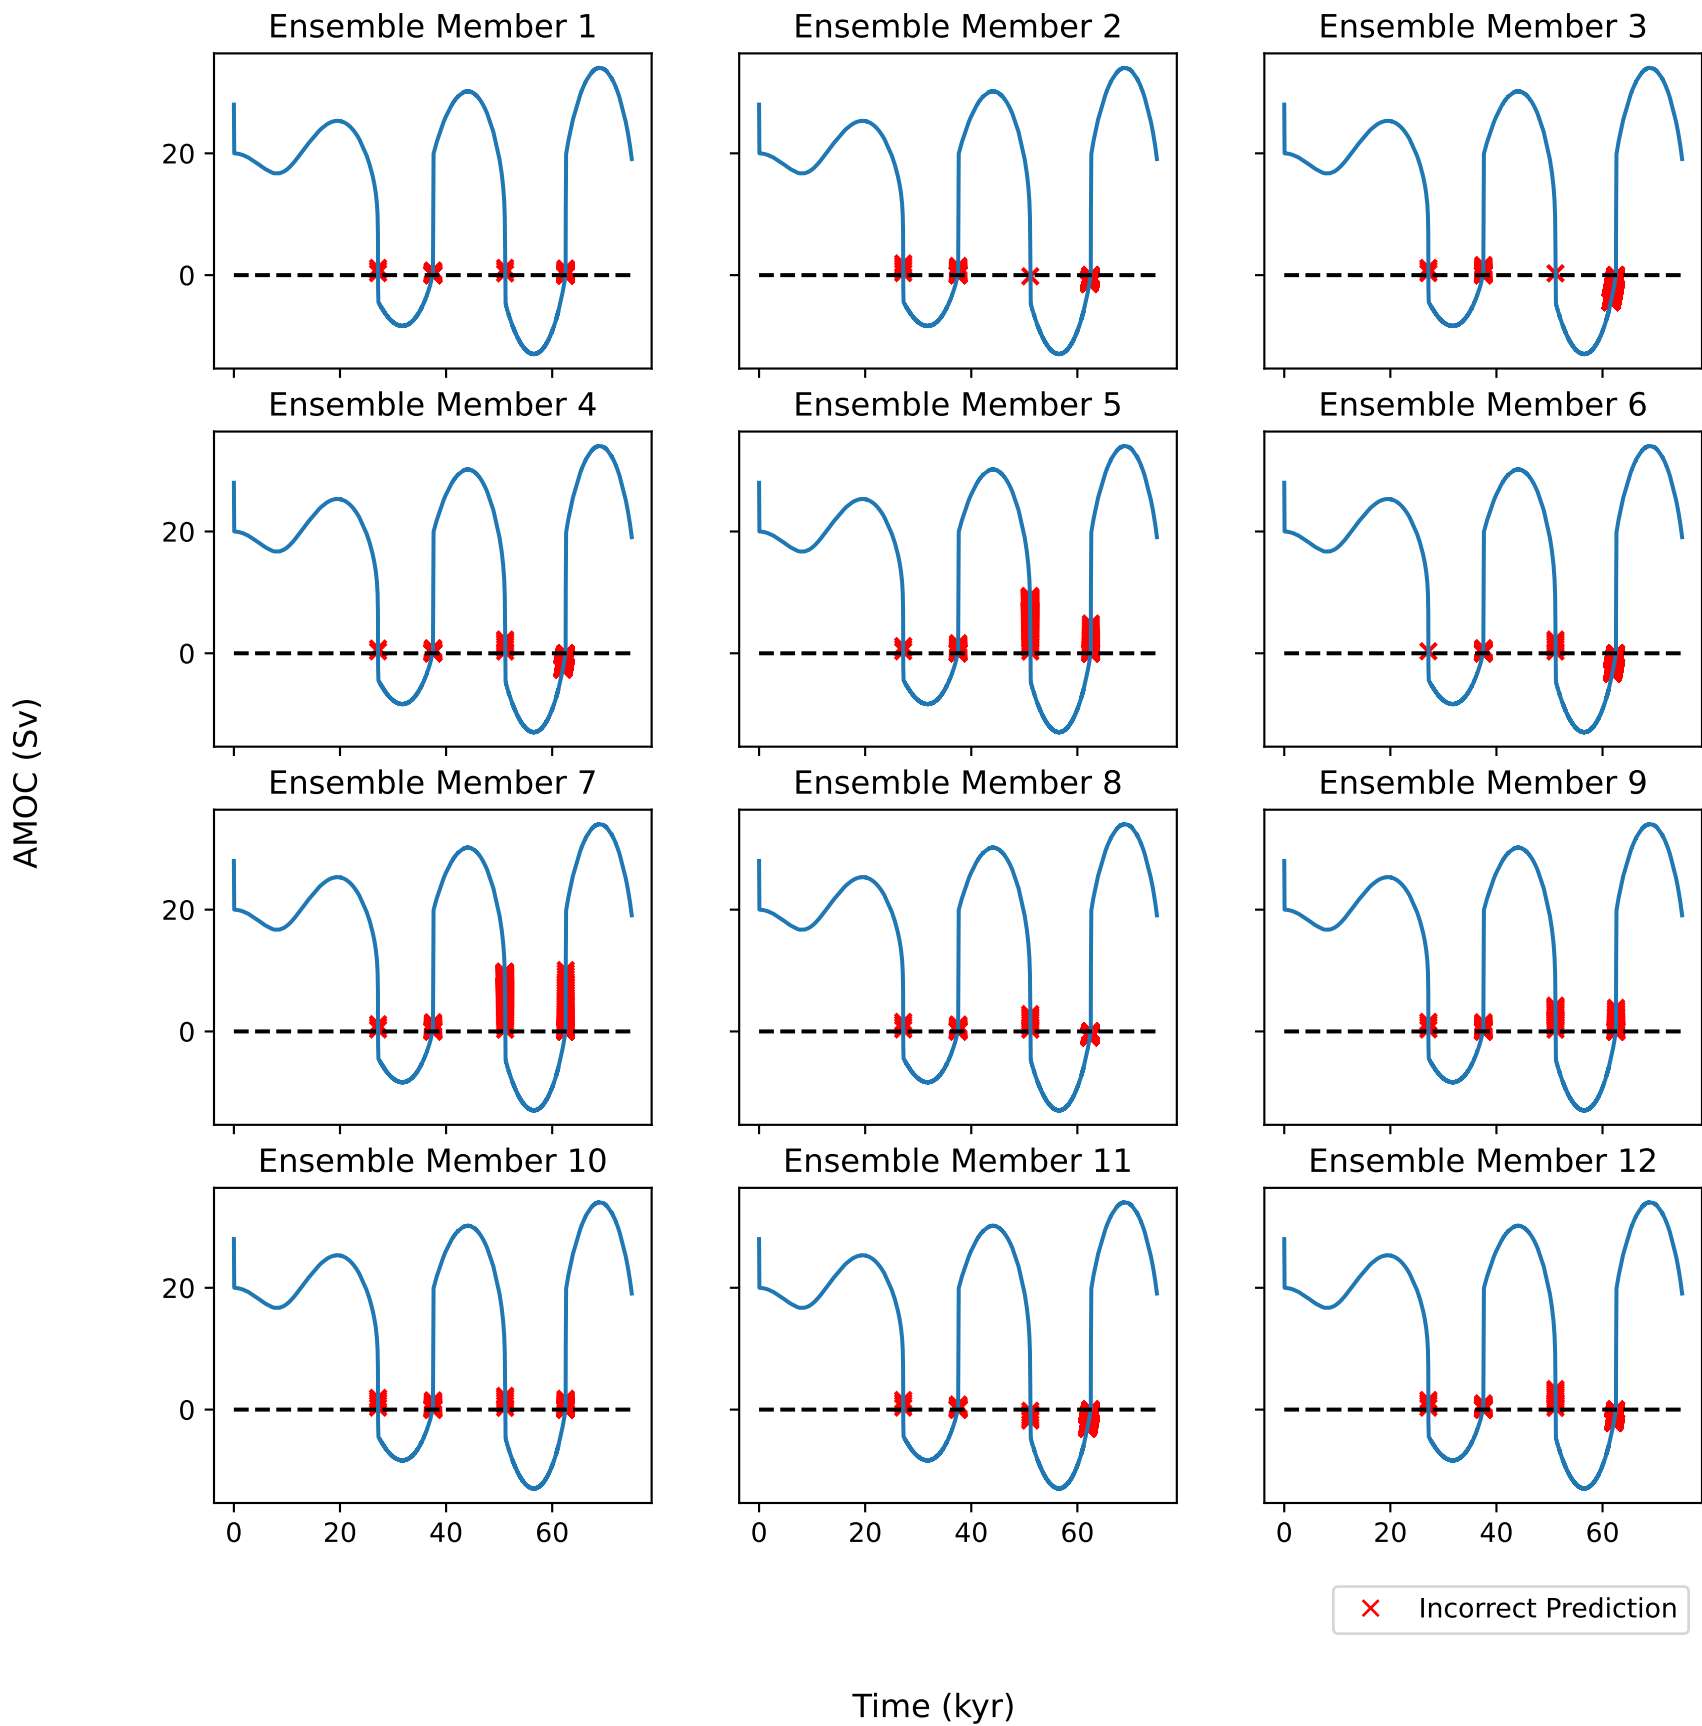 Ensemble Member 1
Ensemble Member 2
Ensemble Member 3
20
0
Ensemble Member 4
Ensemble Member 5
Ensemble Member 6
20
0
AMOC (Sv)
Ensemble Member 7
Ensemble Member 8
Ensemble Member 9
20
0
Ensemble Member 10
Ensemble Member 11
Ensemble Member 12
20
0
0 20 40 60
0 20 40 60
0 20 40 60
Incorrect Prediction
Time (kyr)